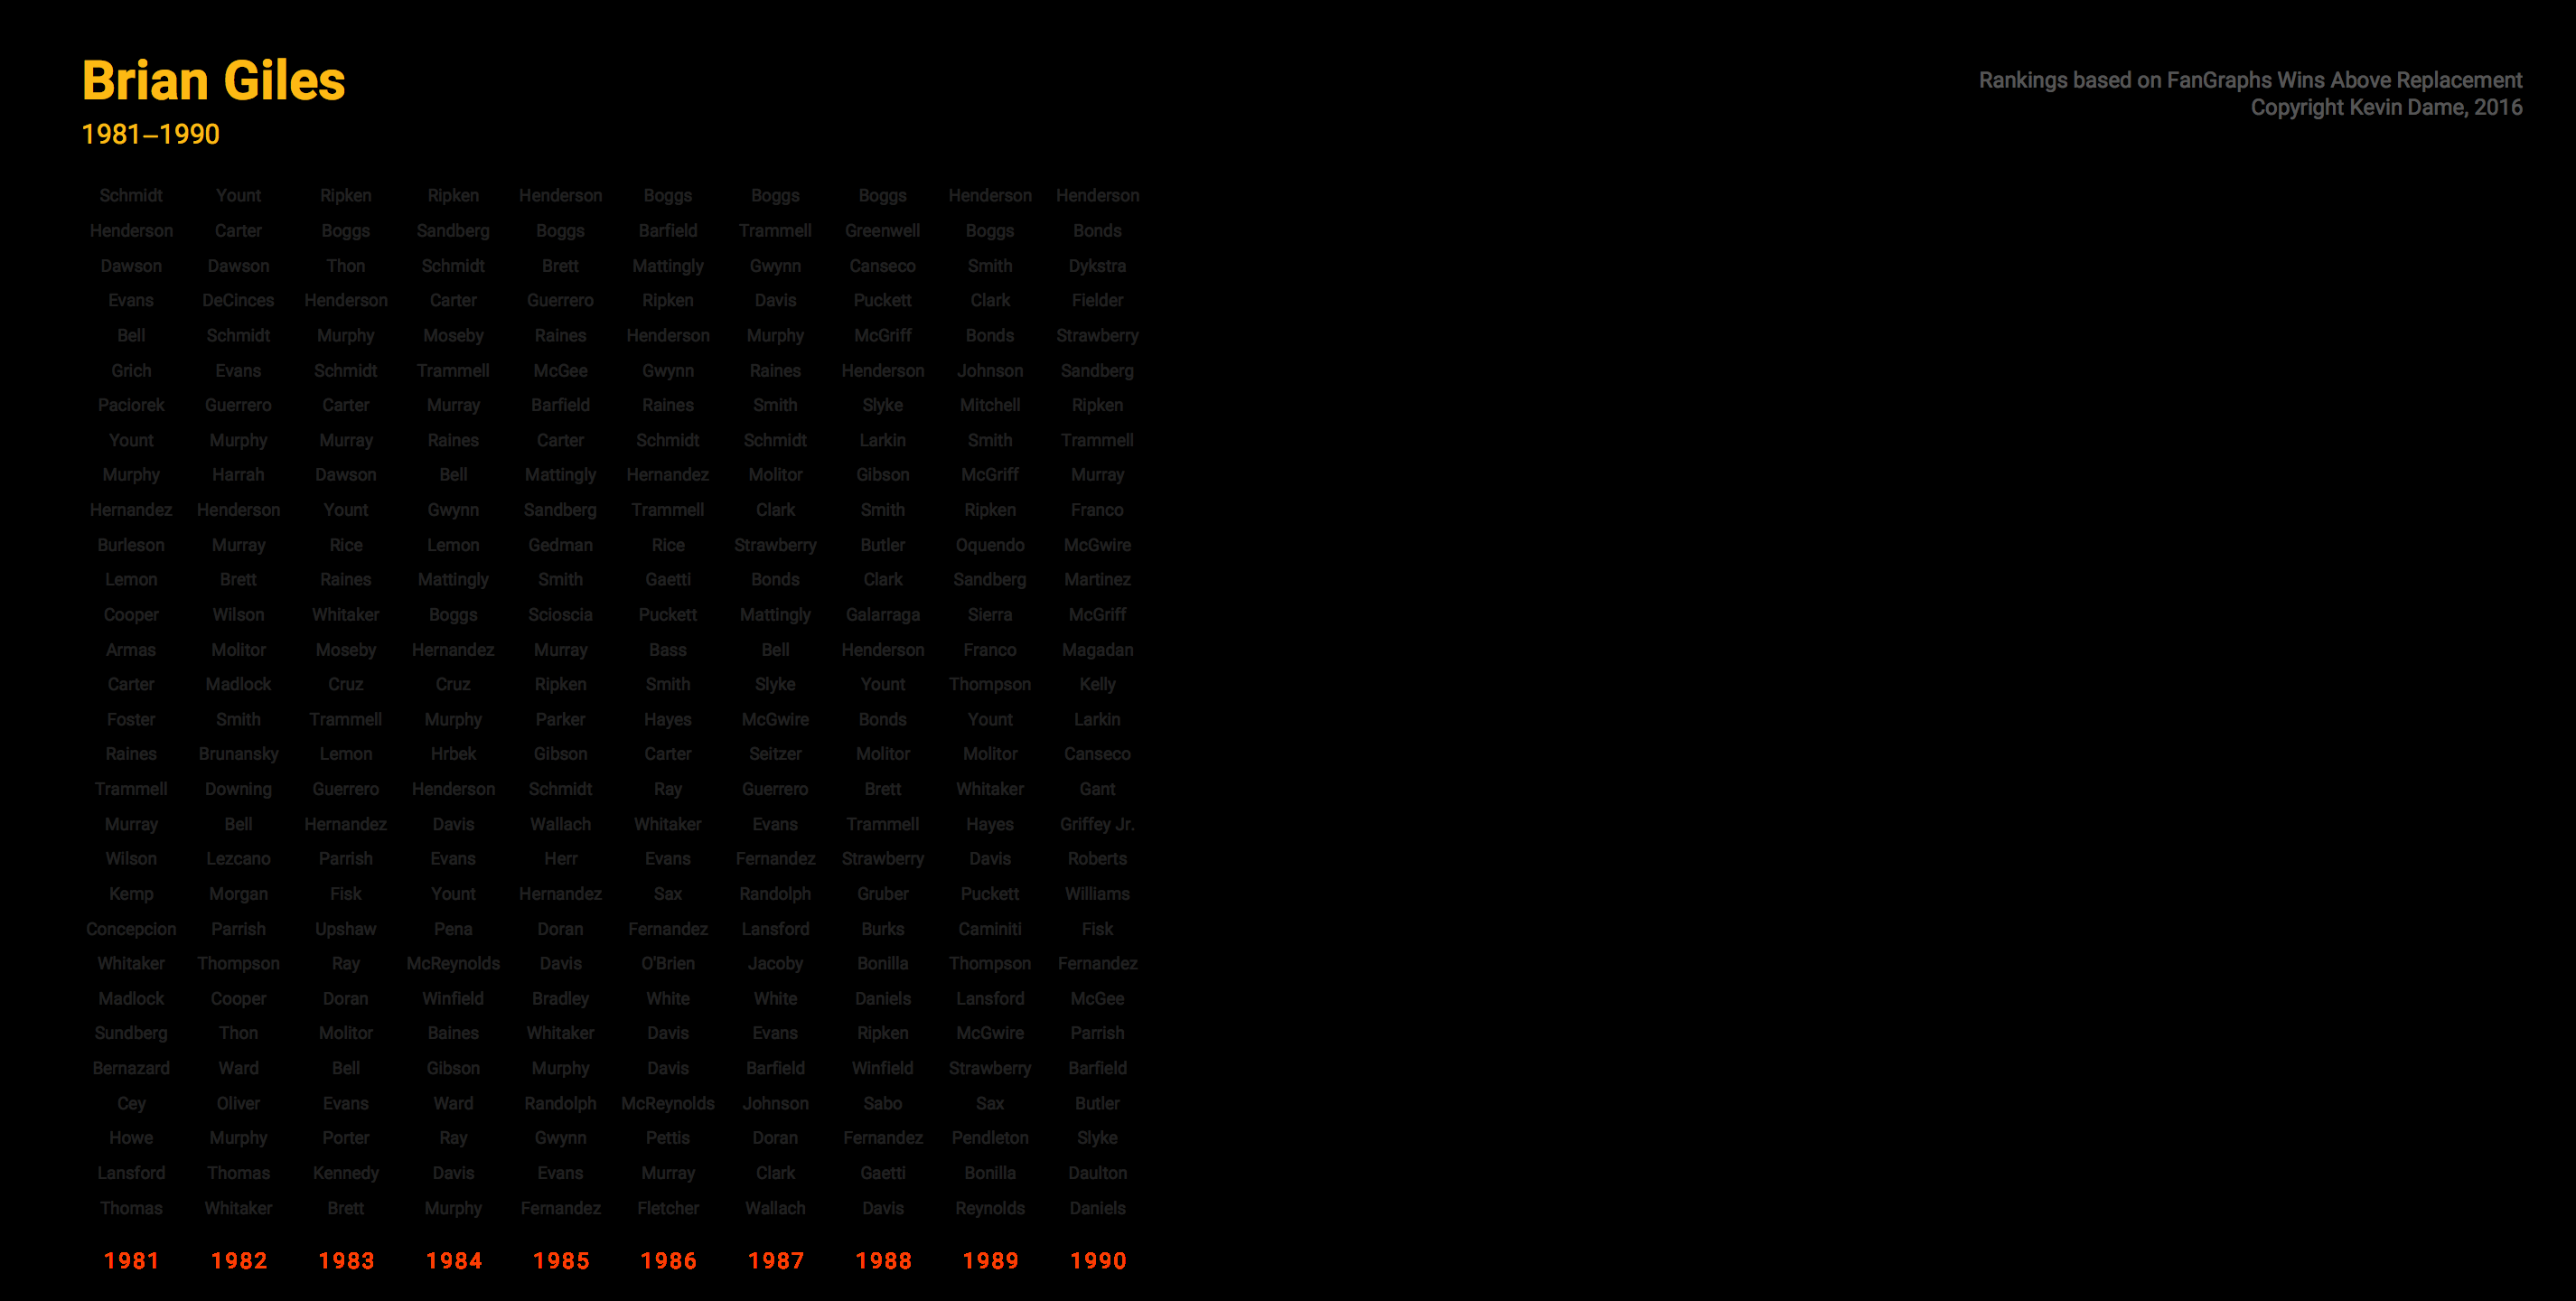 Brian Giles
1981–1990
Rankings based on FanGraphs Wins Above Replacement
Copyright Kevin Dame, 2016
Schmidt Yount Ripken Ripken Henderson Boggs Boggs Boggs Henderson Henderson
Henderson Carter Boggs Sandberg Boggs Barfield Trammell Greenwell Boggs Bonds
Dawson Dawson Thon Schmidt Brett Mattingly Gwynn Canseco Smith Dykstra
Evans DeCinces Henderson Carter Guerrero Ripken Davis Puckett Clark Fielder
Bell Schmidt Murphy Moseby Raines Henderson Murphy McGriff Bonds Strawberry
Grich Evans Schmidt Trammell McGee Gwynn Raines Henderson Johnson Sandberg
Paciorek Guerrero Carter Murray Barfield Raines Smith Slyke Mitchell Ripken
Yount Murphy Murray Raines Carter Schmidt Schmidt Larkin Smith Trammell
Murphy Harrah Dawson Bell Mattingly Hernandez Molitor Gibson McGriff Murray
Hernandez Henderson Yount Gwynn Sandberg Trammell Clark Smith Ripken Franco
Burleson Murray Rice Lemon Gedman Rice Strawberry Butler Oquendo McGwire
Lemon Brett Raines Mattingly Smith Gaetti Bonds Clark Sandberg Martinez
Cooper Wilson Whitaker Boggs Scioscia Puckett Mattingly Galarraga Sierra McGriff
Armas Molitor Moseby Hernandez Murray Bass Bell Henderson Franco Magadan
Carter Madlock Cruz Cruz Ripken Smith Slyke Yount Thompson Kelly
Foster Smith Trammell Murphy Parker Hayes McGwire Bonds Yount Larkin
Raines Brunansky Lemon Hrbek Gibson Carter Seitzer Molitor Molitor Canseco
Trammell Downing Guerrero Henderson Schmidt Ray Guerrero Brett Whitaker Gant
Murray Bell Hernandez Davis Wallach Whitaker Evans Trammell Hayes Griffey Jr.
Wilson Lezcano Parrish Evans Herr Evans Fernandez Strawberry Davis Roberts
Kemp Morgan Fisk Yount Hernandez Sax Randolph Gruber Puckett Williams
Concepcion Parrish Upshaw Pena Doran Fernandez Lansford Burks Caminiti Fisk
Whitaker Thompson Ray McReynolds Davis O'Brien Jacoby Bonilla Thompson Fernandez
Madlock Cooper Doran Winfield Bradley White White Daniels Lansford McGee
Sundberg Thon Molitor Baines Whitaker Davis Evans Ripken McGwire Parrish
Bernazard Ward Bell Gibson Murphy Davis Barfield Winfield Strawberry Barfield
Cey Oliver Evans Ward Randolph McReynolds Johnson Sabo Sax Butler
Howe Murphy Porter Ray Gwynn Pettis Doran Fernandez Pendleton Slyke
Lansford Thomas Kennedy Davis Evans Murray Clark Gaetti Bonilla Daulton
Thomas Whitaker Brett Murphy Fernandez Fletcher Wallach Davis Reynolds Daniels
1981 1982 1983 1984 1985 1986 1987 1988 1989 1990